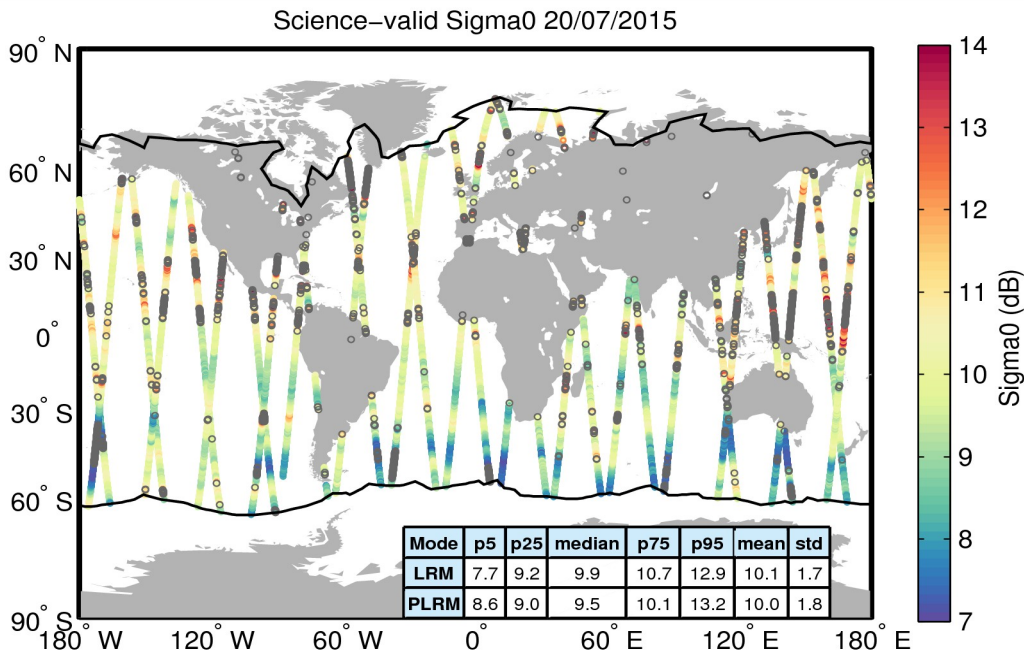 Science−valid Sigma0 20/07/2015
90° N
60° N
30° N
0°
30° S
60° S
90° S
180° W
120° W
60° W
0°
60° E
120° E
180° E
14
13
12
11
10
9
8
7
Sigma0 (dB)
Mode p5 p25 median p75 p95 mean std
LRM 7.7 9.2 9.9 10.7 12.9 10.1 1.7
PLRM 8.6 9.0 9.5 10.1 13.2 10.0 1.8